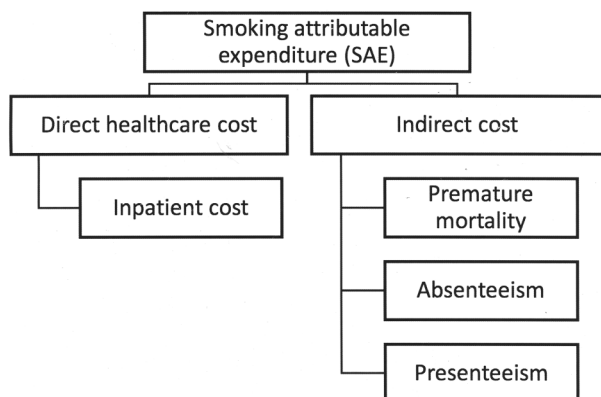 Smoking attributable
expenditure (SAE)
Direct healthcare cost
Indirect cost
Inpatient cost
Premature
mortality
Absenteeism
Presenteeism